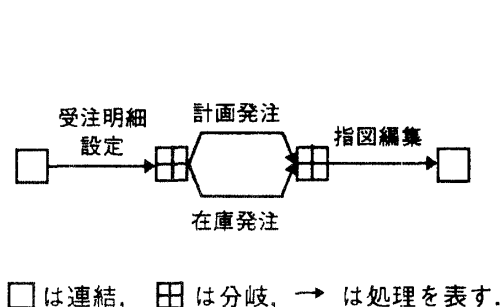 受注明細
設定
計画発注
指図編集
在庫発注
□は連結, 田は分岐, → は処理を表す.